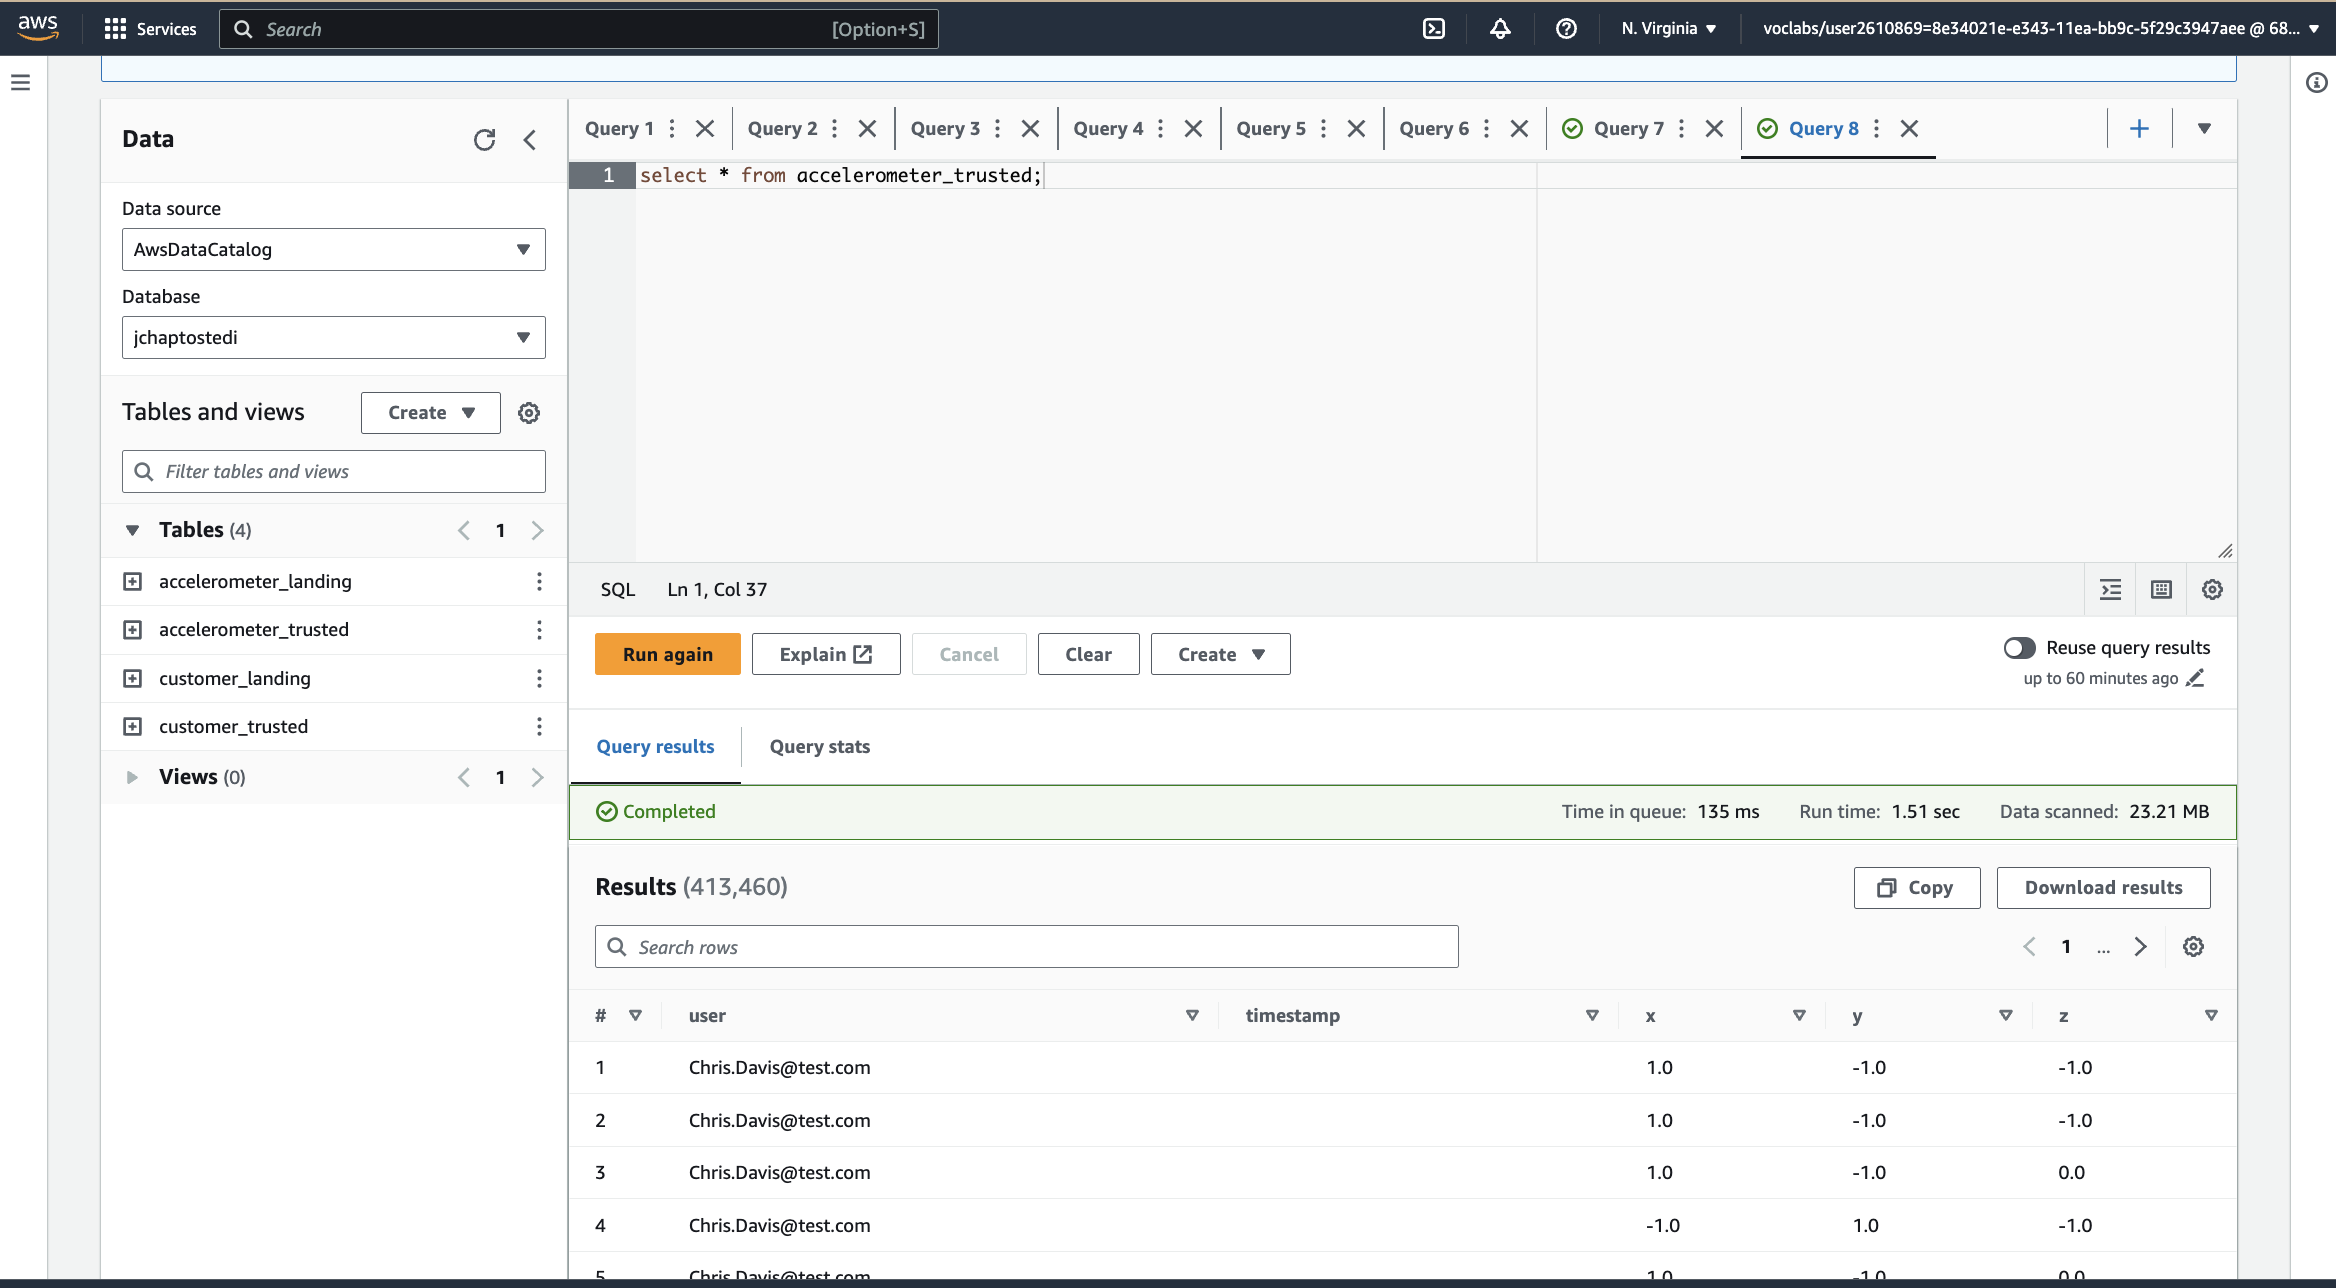 aws Services Search [Option+S] N. Virginia voclabs/user2610869=8e34021e-e343-11ea-bb9c-5f29c3947aee @ 68...
Data
Data source
AwsDataCatalog
Database
jchaptostedi
Tables and views Create
Filter tables and views
Tables (4) 1
accelerometer_landing
accelerometer_trusted
customer_landing
customer_trusted
Views (0) 1
Query 1 Query 2 Query 3 Query 4 Query 5 Query 6 Query 7 Query 8
1 select * from accelerometer_trusted;
SQL Ln 1, Col 37
Run again Explain Cancel Clear Create Reuse query results
up to 60 minutes ago
Query results Query stats
Completed Time in queue: 135 ms Run time: 1.51 sec Data scanned: 23.21 MB
Results (413,460) Copy Download results
Search rows 1 ...
# user timestamp x y z
1 Chris.Davis@test.com 1.0 -1.0 -1.0
2 Chris.Davis@test.com 1.0 -1.0 -1.0
3 Chris.Davis@test.com 1.0 -1.0 0.0
4 Chris.Davis@test.com -1.0 1.0 -1.0
5 Chris.Davis@test.com 1.0 -1.0 0.0